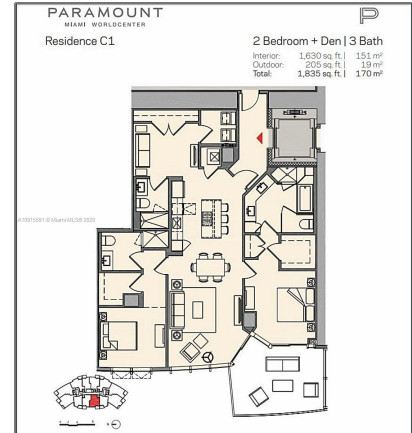 PARAMOUNT
MIAMI WORLDCENTER
P
Residence C1
2 Bedroom + Den | 3 Bath
Interior: 1,630 sq. ft. | 151 m²
Outdoor: 205 sq. ft. | 19 m²
Total: 1,835 sq. ft. | 170 m²